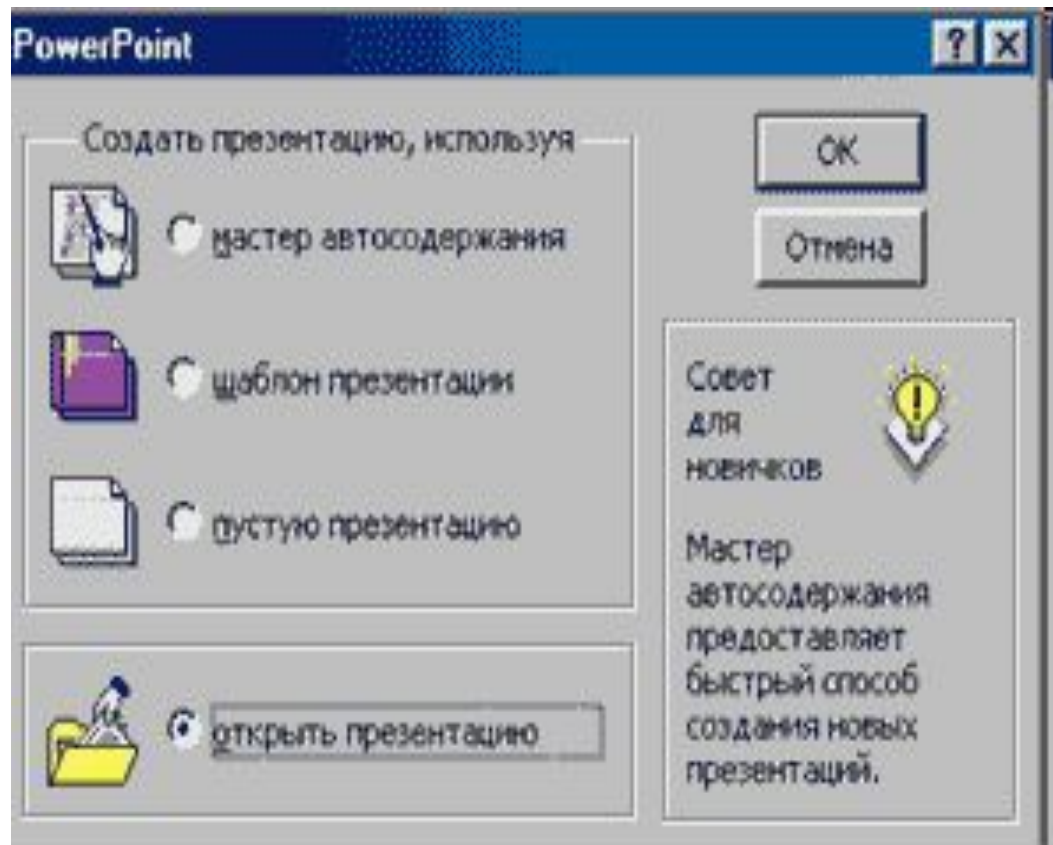 PowerPoint
Создать презентацию, используя
мастер автосодержания
шаблон презентации
пустую презентацию
открыть презентацию
OK
Отмена
Совет
для
новичков
Мастер
автосодержания
предоставляет
быстрый способ
создания новых
презентаций.